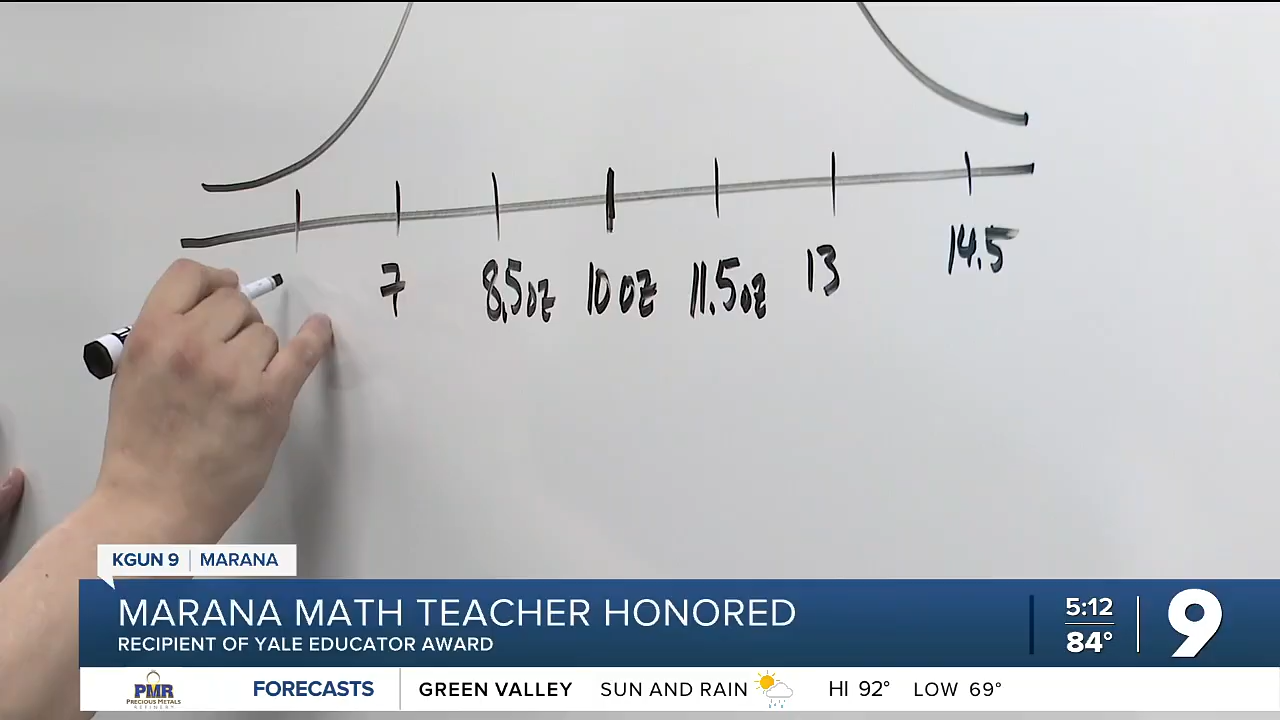 7 8.5oz 10 oz 11.5oz 13 14.5
KGUN 9 | MARANA
MARANA MATH TEACHER HONORED
RECIPIENT OF YALE EDUCATOR AWARD
5:12
84°
9
PMR
PRECIOUS METALS
REFINERY
FORECASTS
GREEN VALLEY SUN AND RAIN HI 92° LOW 69°